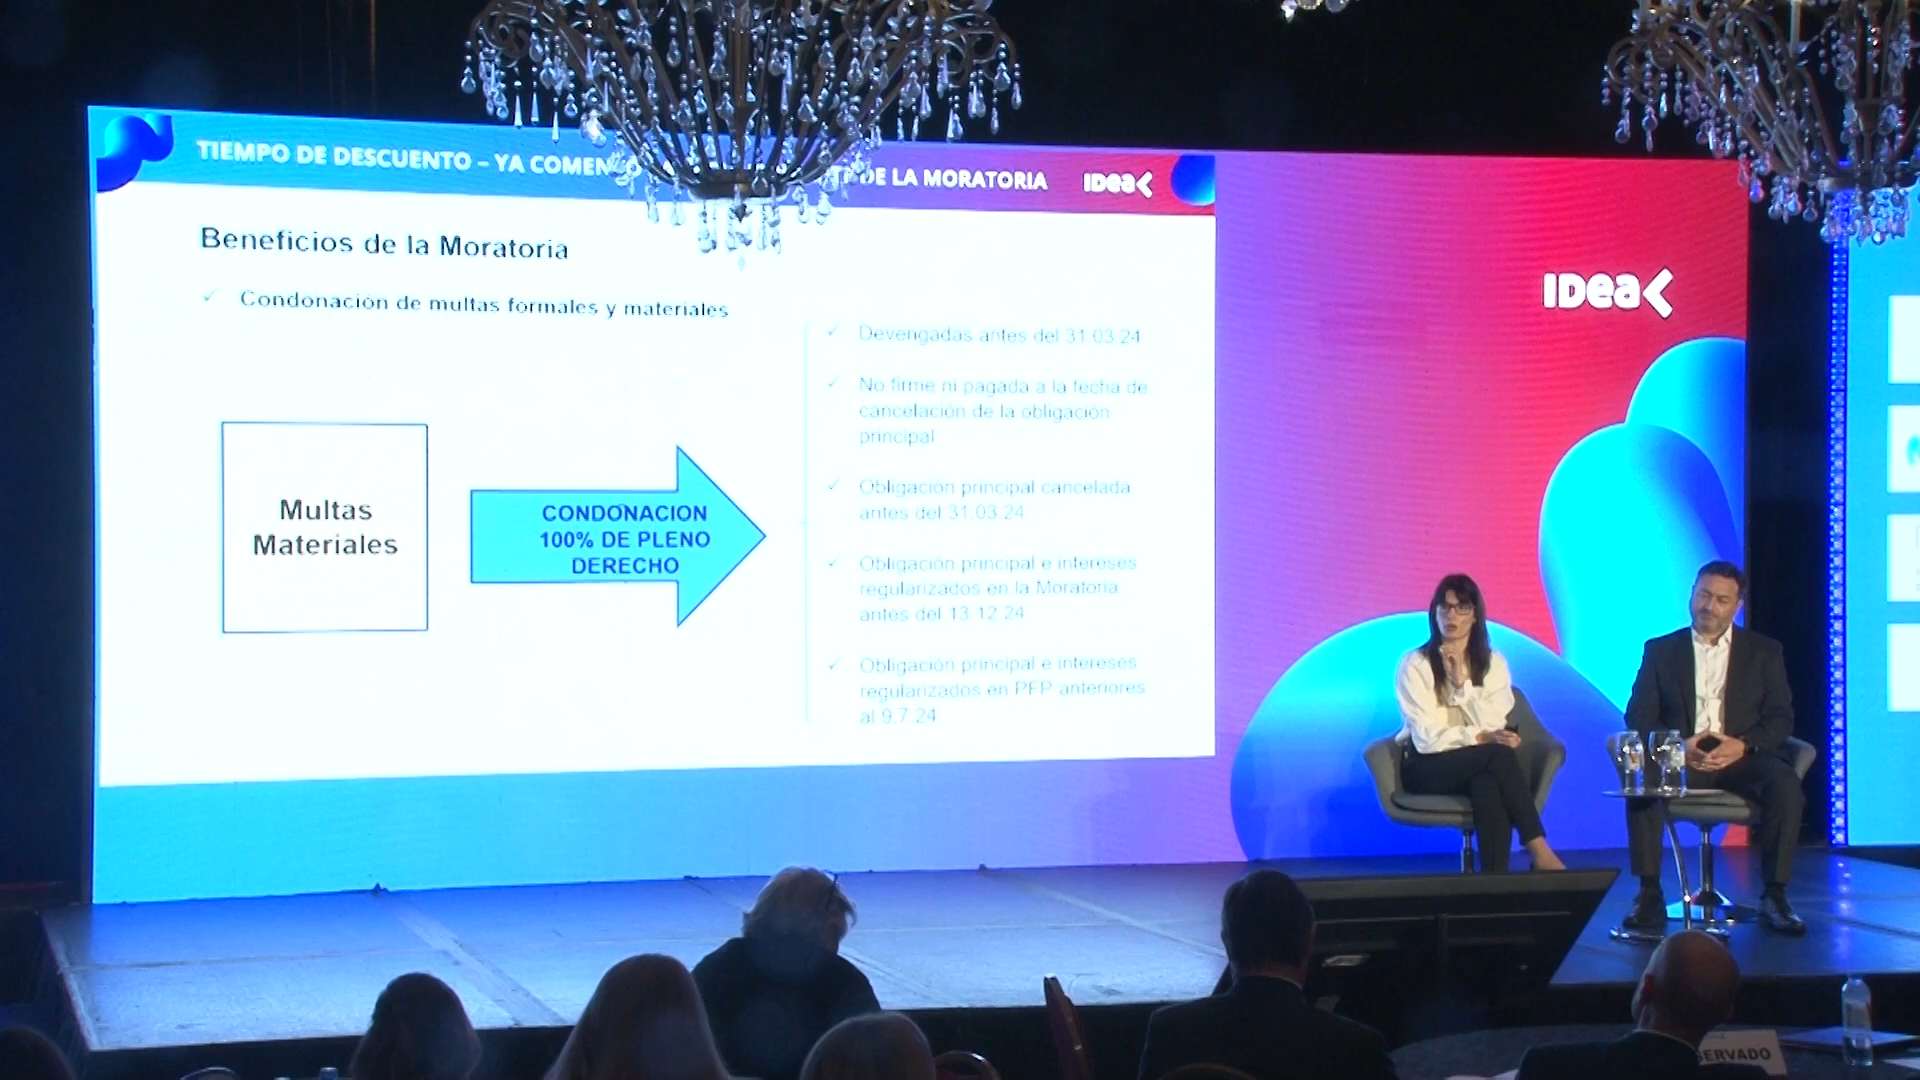 TIEMPO DE DESCUENTO – YA COMEN
DE LA MORATORIA
IDEA
Beneficios de la Moratoria
✓ Condonación de multas formales y materiales
Multas
Materiales
CONDONACION
100% DE PLENO
DERECHO
✓ Devengadas antes del 31.03.24
✓ No firme ni pagada a la fecha de
cancelación de la obligación
principal
✓ Obligación principal cancelada
antes del 31.03.24
✓ Obligación principal e intereses
regularizados en la Moratoria
antes del 13.12.24
✓ Obligación principal e intereses
regularizados en PFP anteriores
al 9.7.24
IDEA
SERVADO